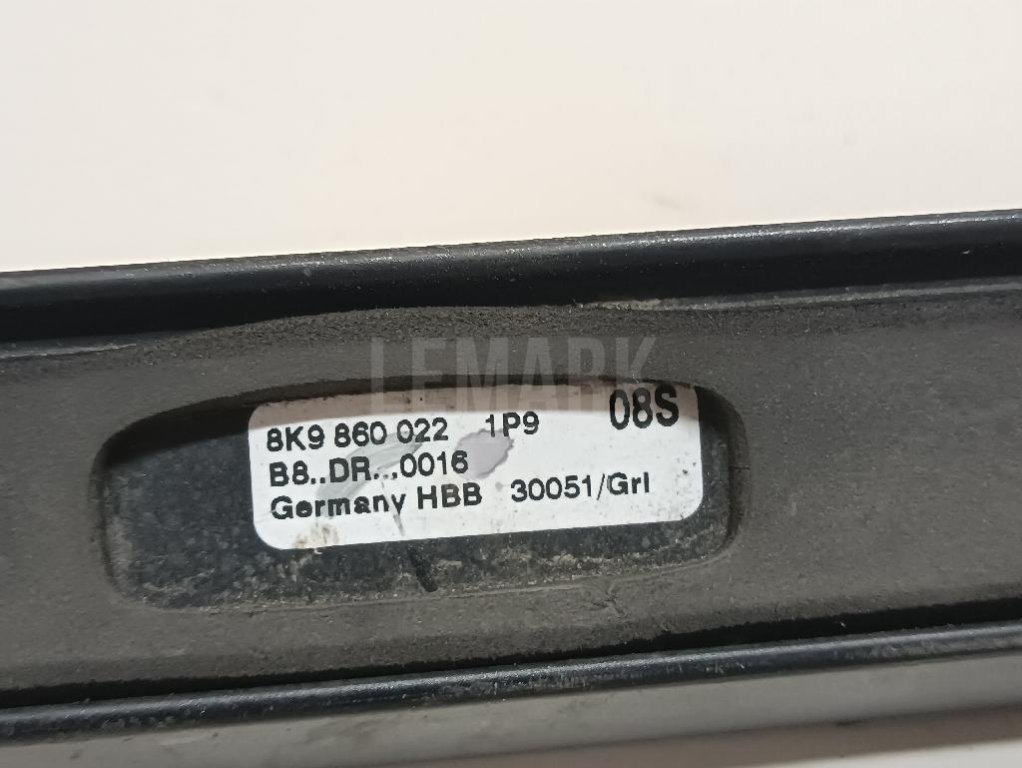 LEMARK
8K9 860 022 1P9 08S
B8..DR...0016
Germany HBB 30051/Grl